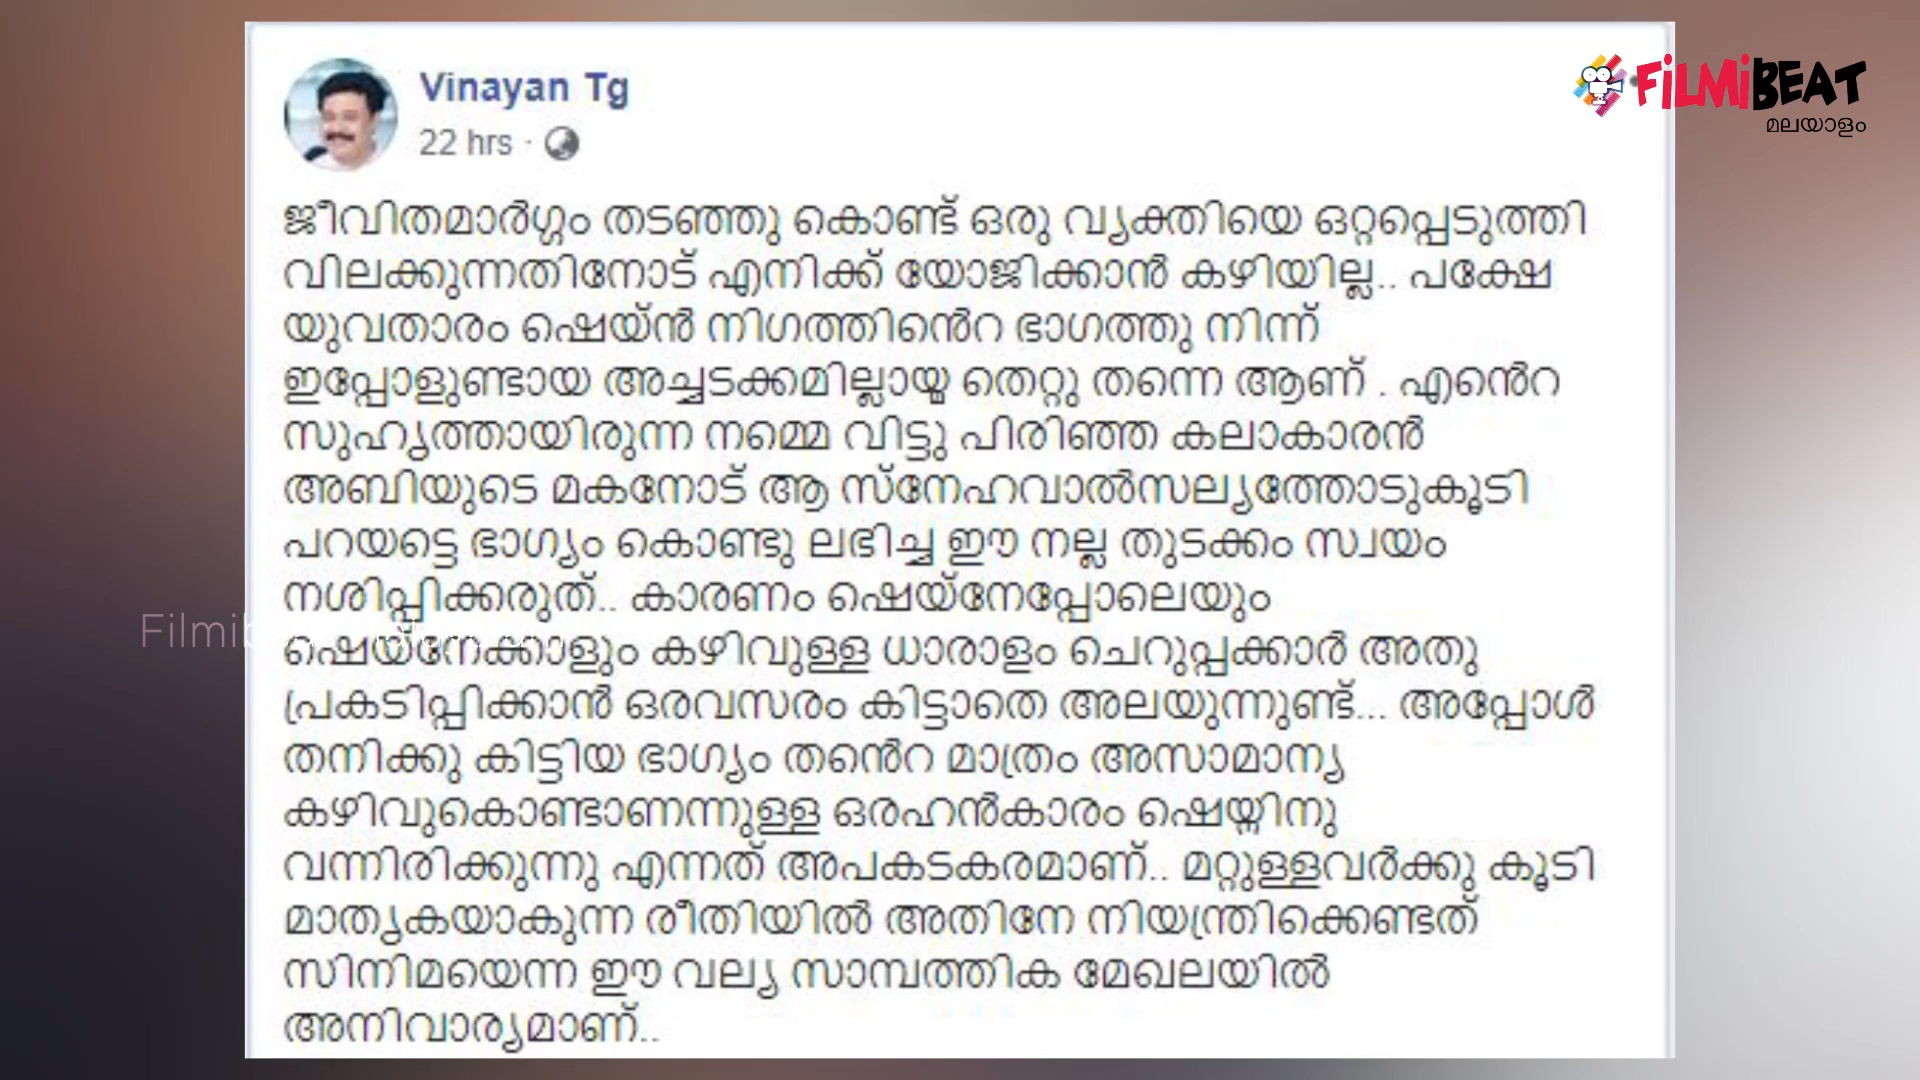 Vinayan Tg
22 hrs ·
FiLMiBEAT
മലയാളം
ജീവിതമാർഗ്ഗം തടഞ്ഞു കൊണ്ട് ഒരു വ്യക്തിയെ ഒറ്റപ്പെടുത്തി
വിലക്കുന്നതിനോട് എനിക്ക് യോജിക്കാൻ കഴിയില്ല.. പക്ഷേ
യുവതാരം ഷെയ്ൻ നിഗത്തിൻെറ ഭാഗത്തു നിന്ന്
ഇപ്പോളുണ്ടായ അച്ചടക്കമില്ലായ്മ തെറ്റു തന്നെ ആണ് . എൻെറ
സുഹൃത്തായിരുന്ന നമ്മെ വിട്ടു പിരിഞ്ഞ കലാകാരൻ
അബിയുടെ മകനോട് ആ സ്നേഹവാൽസല്യത്തോടുകൂടി
പറയട്ടെ ഭാഗ്യം കൊണ്ടു ലഭിച്ച ഈ നല്ല തുടക്കം സ്വയം
നശിപ്പിക്കരുത്.. കാരണം ഷെയ്നേപ്പോലെയും
ഷെയ്നേക്കാളും കഴിവുള്ള ധാരാളം ചെറുപ്പക്കാർ അതു
പ്രകടിപ്പിക്കാൻ ഒരവസരം കിട്ടാതെ അലയുന്നുണ്ട്... അപ്പോൾ
തനിക്കു കിട്ടിയ ഭാഗ്യം തൻെറ മാത്രം അസാമാന്യ
കഴിവുകൊണ്ടാണന്നുള്ള ഒരഹൻകാരം ഷെയ്നിനു
വന്നിരിക്കുന്നു എന്നത് അപകടകരമാണ്.. മറ്റുള്ളവർക്കു കൂടി
മാതൃകയാകുന്ന രീതിയിൽ അതിനേ നിയന്ത്രിക്കെണ്ടത്
സിനിമയെന്ന ഈ വല്യ സാമ്പത്തിക മേഖലയിൽ
അനിവാര്യമാണ്..